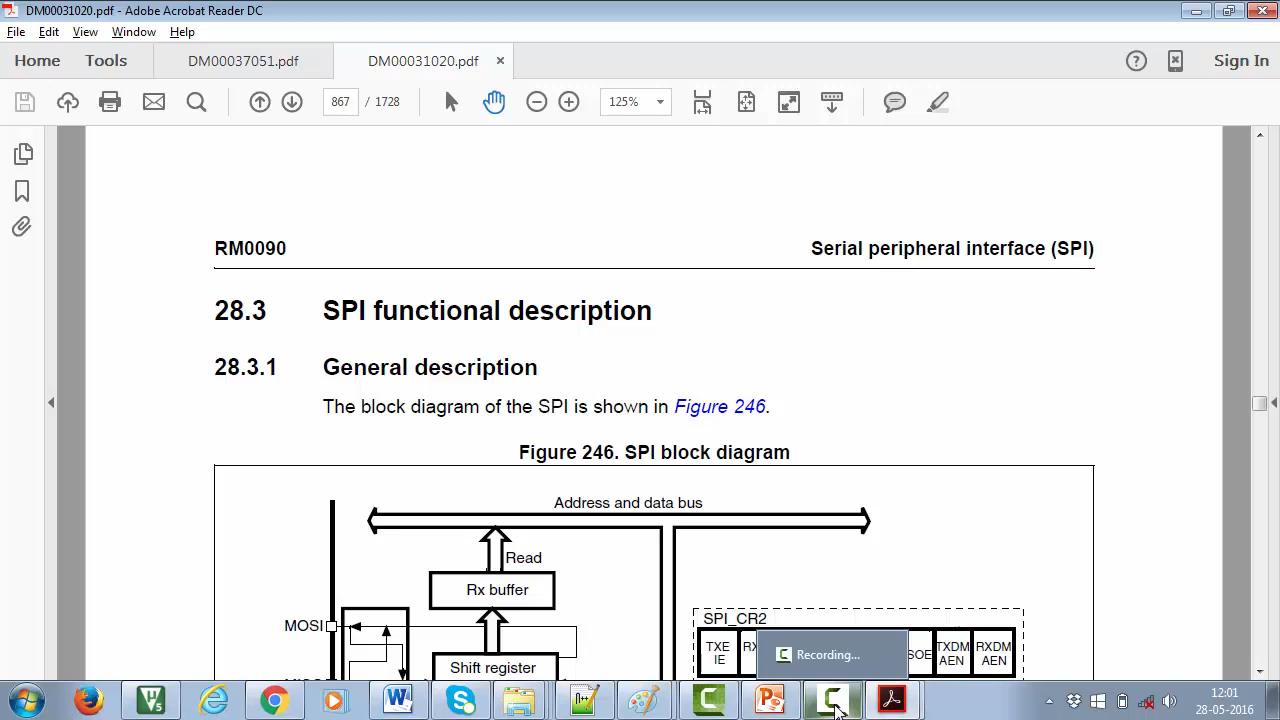 DM00031020.pdf - Adobe Acrobat Reader DC
File Edit View Window Help
Home Tools DM00037051.pdf DM00031020.pdf × Sign In
867 / 1728 125%
RM0090 Serial peripheral interface (SPI)
28.3 SPI functional description
28.3.1 General description
The block diagram of the SPI is shown in Figure 246.
Figure 246. SPI block diagram
Address and data bus
Read
Rx buffer
SPI_CR2
MOSI
TXE IE TXDM AEN RXDM AEN
Shift register
Recording...
12:01
28-05-2016